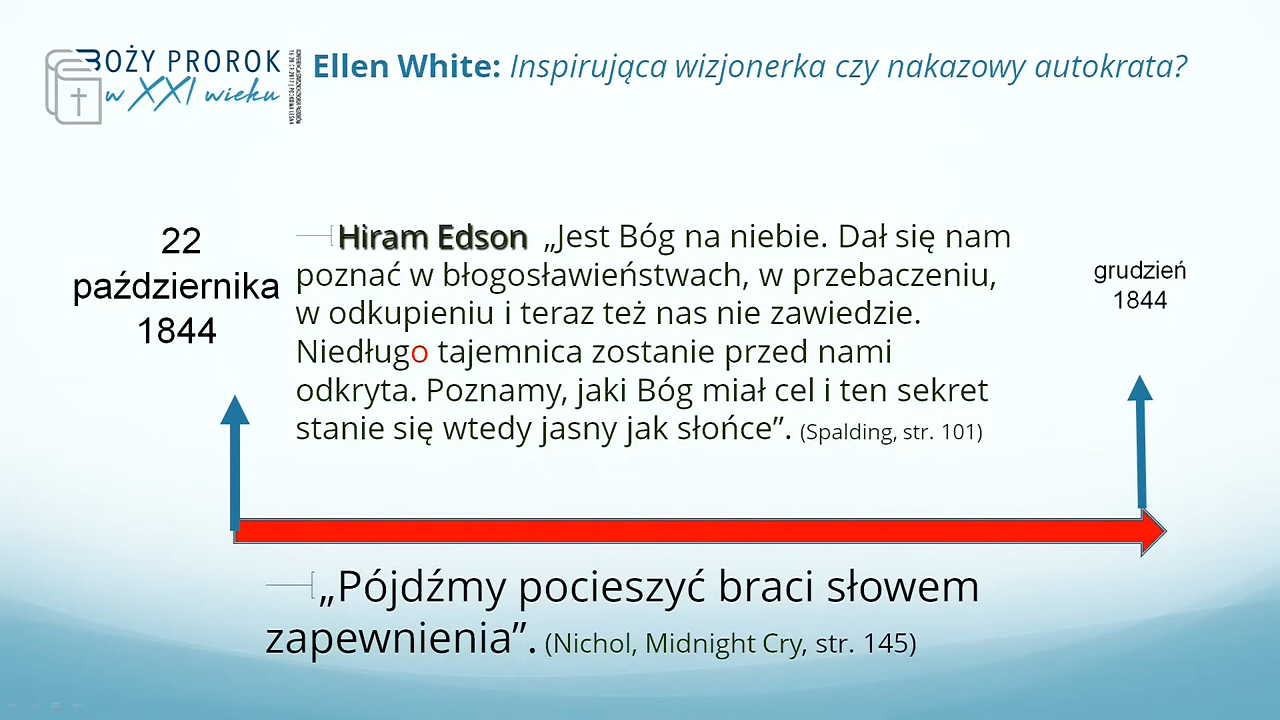 BOŻY PROROK
w XXI wieku
Ellen White: Inspirująca wizjonerka czy nakazowy autokrata?
22
października
1844
Hiram Edson „Jest Bóg na niebie. Dał się nam
poznać w błogosławieństwach, w przebaczeniu,
w odkupieniu i teraz też nas nie zawiedzie.
Niedługo tajemnica zostanie przed nami
odkryta. Poznamy, jaki Bóg miał cel i ten sekret
stanie się wtedy jasny jak słońce”. (Spalding, str. 101)
grudzień
1844
„Pójdźmy pocieszyć braci słowem
zapewnienia”. (Nichol, Midnight Cry, str. 145)